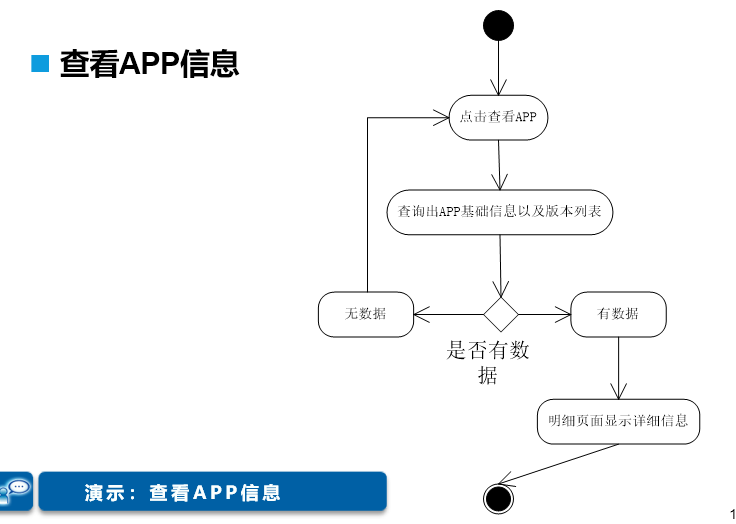 查看APP信息
点击查看APP
查询出APP基础信息以及版本列表
无数据
有数据
是否有数
据
明细页面显示详细信息
演示：查看APP信息
1